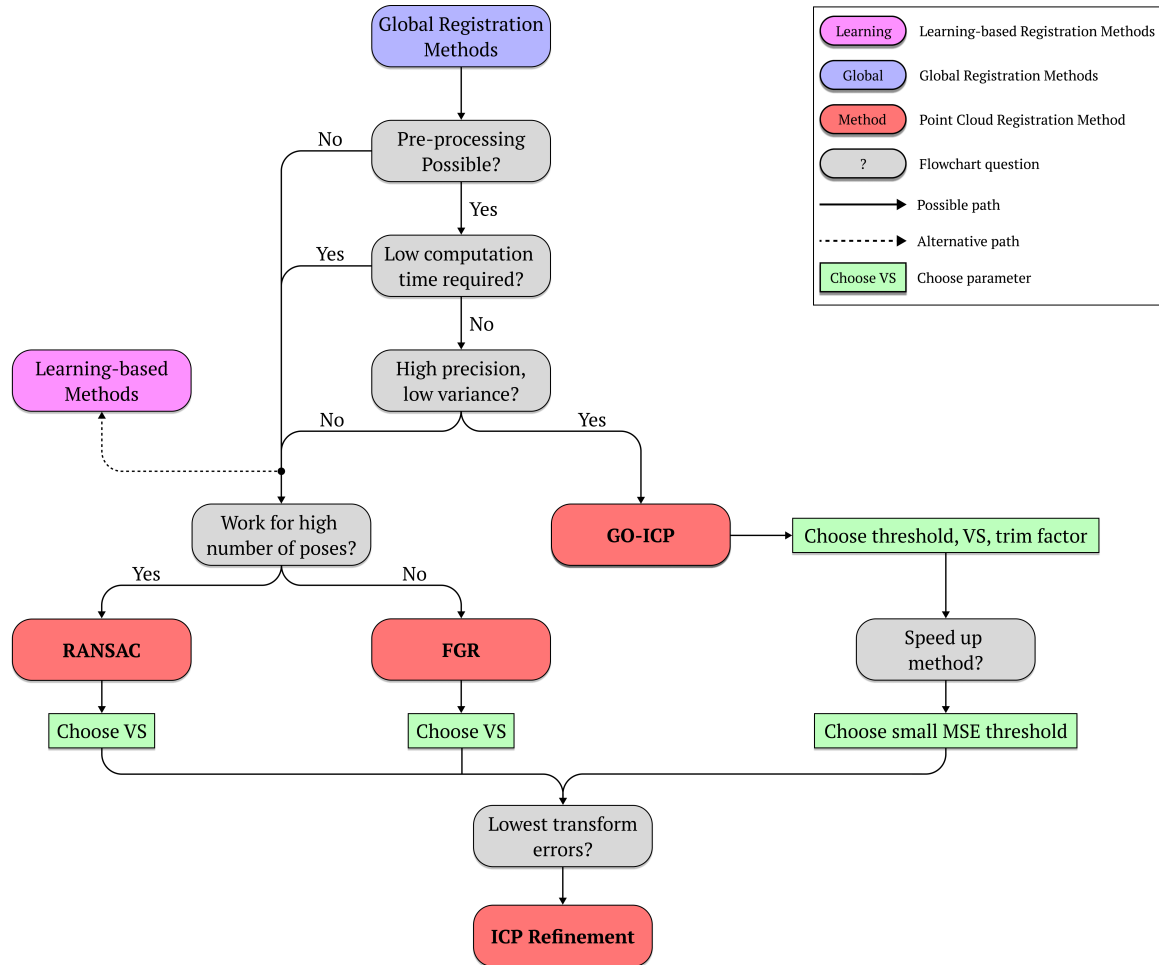 Global Registration
Methods
Learning
Learning-based Registration Methods
Global
Global Registration Methods
Method
Point Cloud Registration Method
?
Flowchart question
Possible path
Alternative path
Choose VS
Choose parameter
No
Pre-processing
Possible?
Yes
Yes
Low computation
time required?
No
Learning-based
Methods
High precision,
low variance?
No
Yes
Work for high
number of poses?
GO-ICP
Choose threshold, VS, trim factor
Yes
No
RANSAC
FGR
Speed up
method?
Choose VS
Choose VS
Choose small MSE threshold
Lowest transform
errors?
ICP Refinement